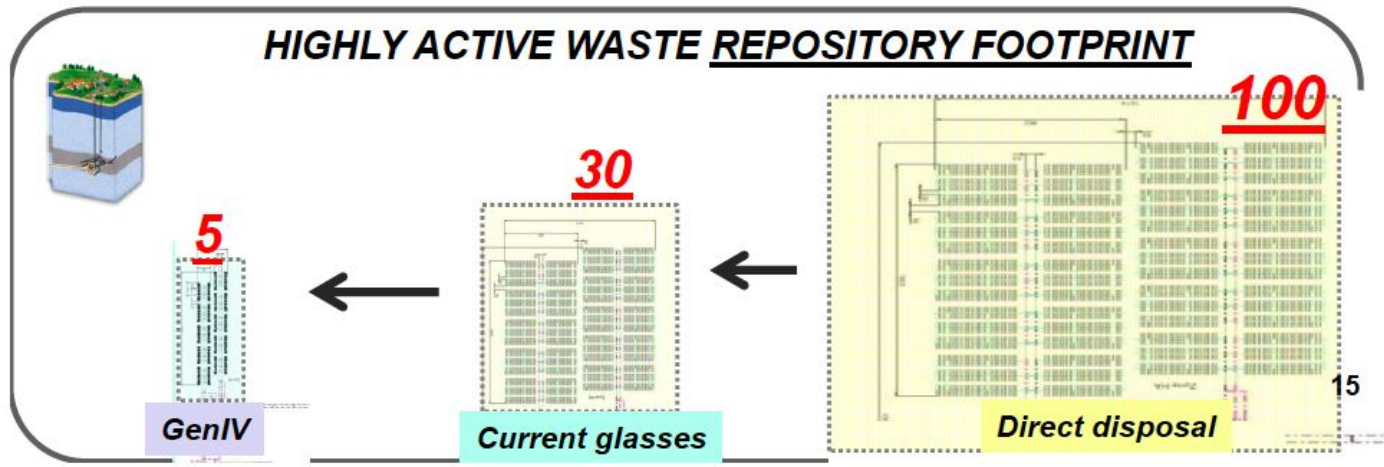 HIGHLY ACTIVE WASTE REPOSITORY FOOTPRINT
100
30
5
15
GenIV
Current glasses
Direct disposal